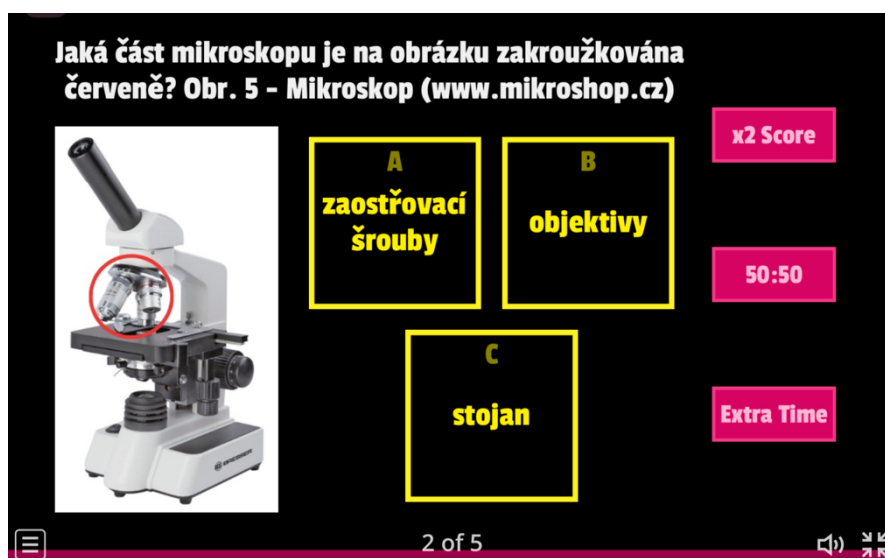 Jaká část mikroskopu je na obrázku zakroužkována
červeně? Obr. 5 - Mikroskop (www.mikroshop.cz)
A
zaostřovací
šrouby
B
objektivy
C
stojan
x2 Score
50:50
Extra Time
BRESSER
2 of 5